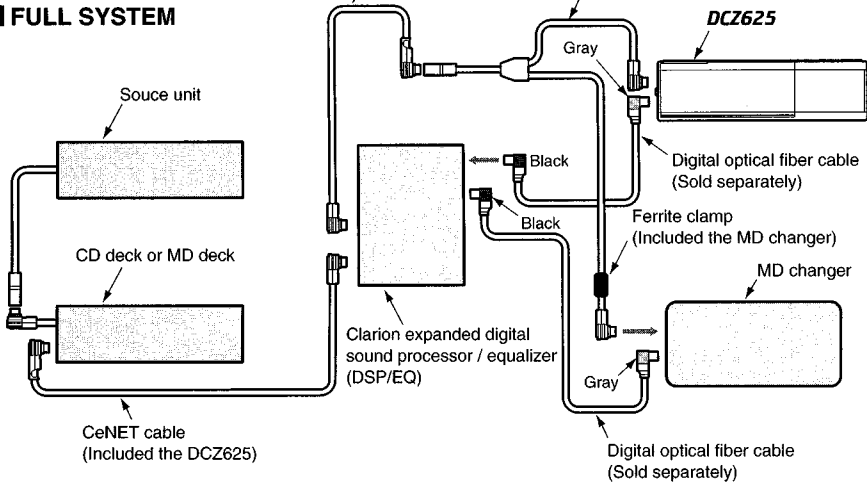 FULL SYSTEM
DCZ625
Gray
Souce unit
Black
Digital optical fiber cable
(Sold separately)
Black
Ferrite clamp
(Included the MD changer)
CD deck or MD deck
MD changer
Clarion expanded digital
sound processor / equalizer
(DSP/EQ)
Gray
CeNET cable
(Included the DCZ625)
Digital optical fiber cable
(Sold separately)